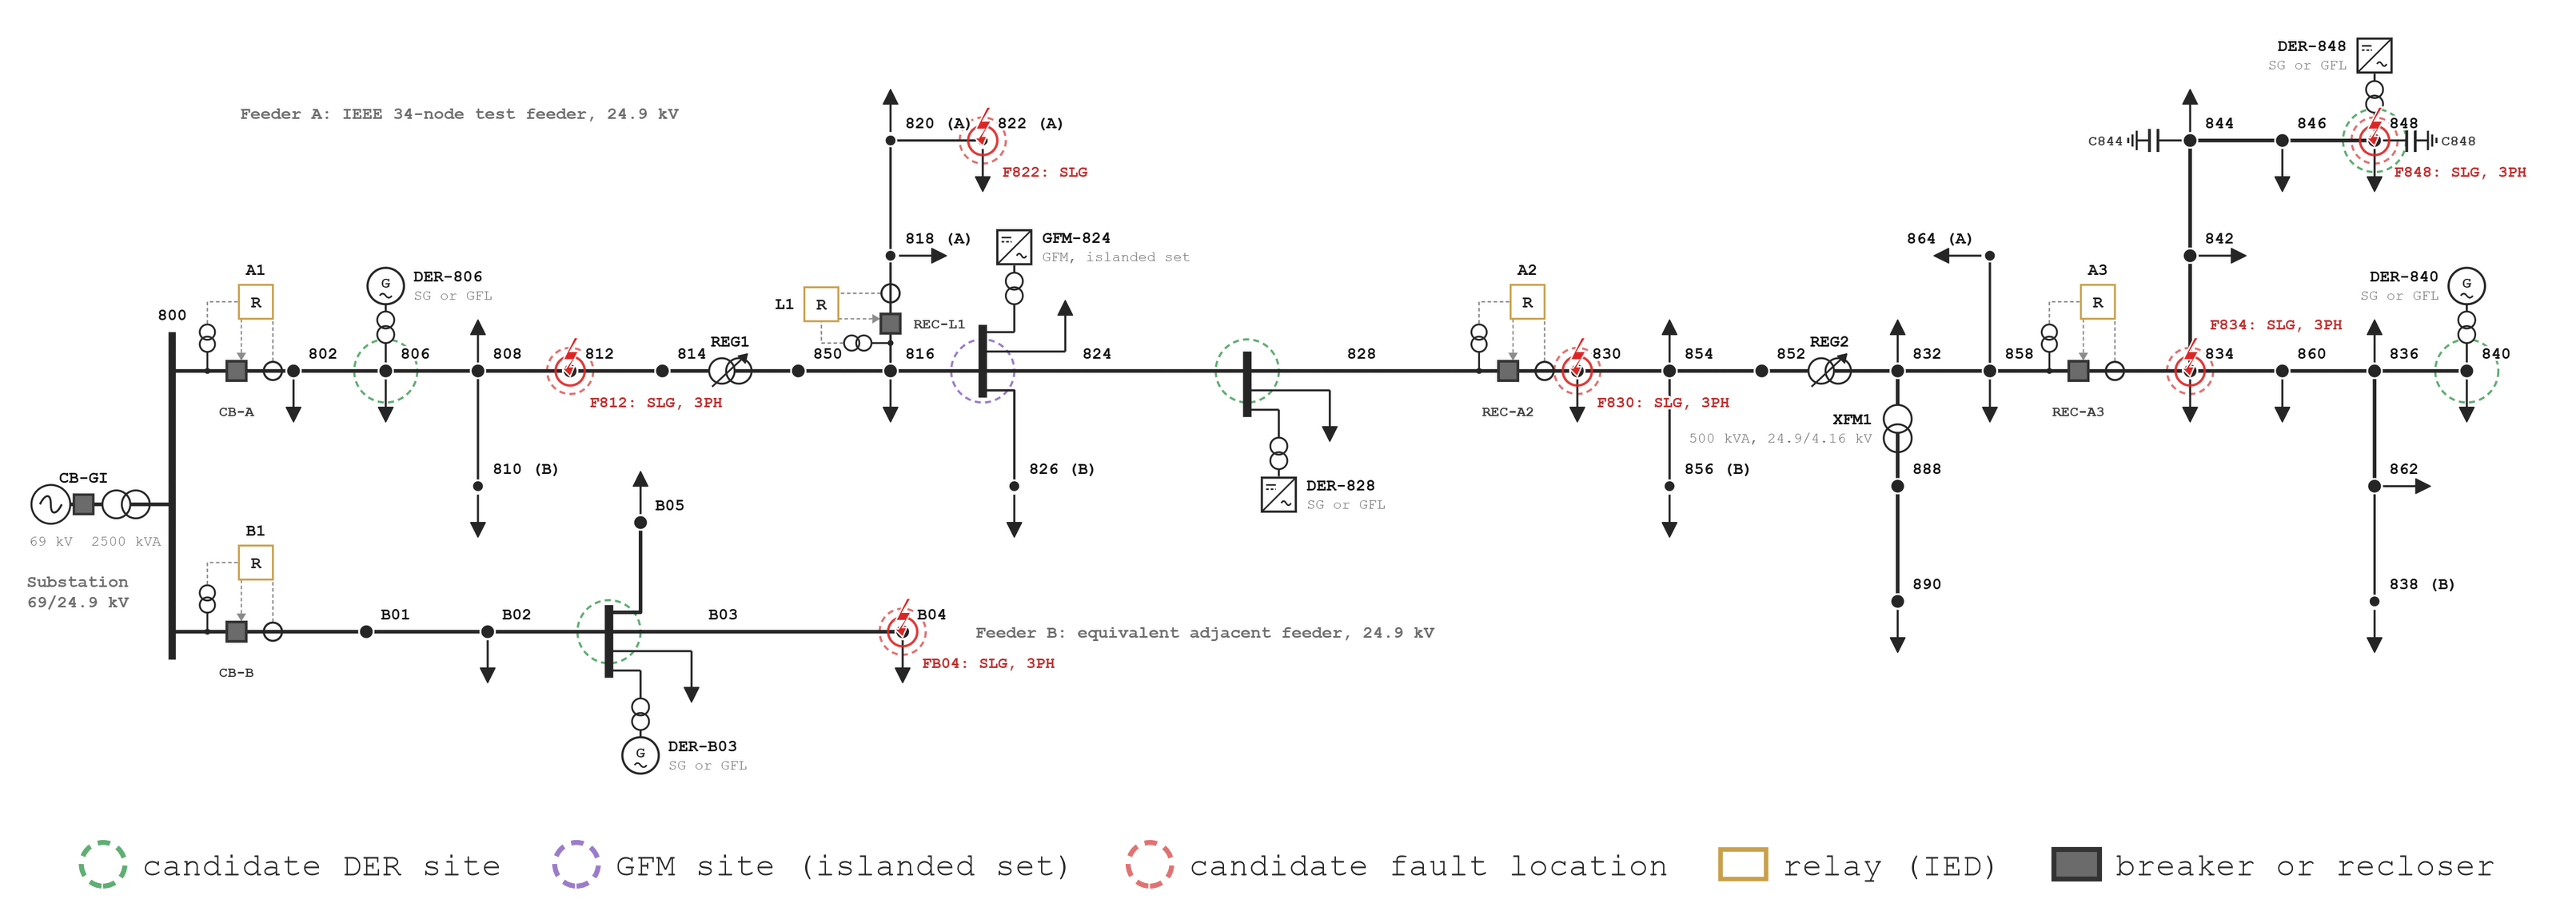 DER-848
SG or GFL
Feeder A: IEEE 34-node test feeder, 24.9 kV
820 (A)
822 (A)
844
846
848
C844
C848
F822: SLG
F848: SLG, 3PH
818 (A)
GFM-824
GFM, islanded set
864 (A)
842
A1
R
DER-806
SG or GFL
G
L1
R
A2
R
A3
R
DER-840
SG or GFL
G
800
REC-L1
F834: SLG, 3PH
802
806
808
812
814
REG1
850
816
824
828
830
854
852
REG2
832
858
834
860
836
840
CB-A
F812: SLG, 3PH
REC-A2
F830: SLG, 3PH
REC-A3
XFM1
500 kVA, 24.9/4.16 kV
CB-GI
810 (B)
826 (B)
DER-828
SG or GFL
856 (B)
888
862
B05
69 kV
2500 kVA
B1
R
Substation
69/24.9 kV
890
838 (B)
B01
B02
B03
B04
Feeder B: equivalent adjacent feeder, 24.9 kV
CB-B
FB04: SLG, 3PH
G
DER-B03
SG or GFL
candidate DER site
GFM site (islanded set)
candidate fault location
relay (IED)
breaker or recloser